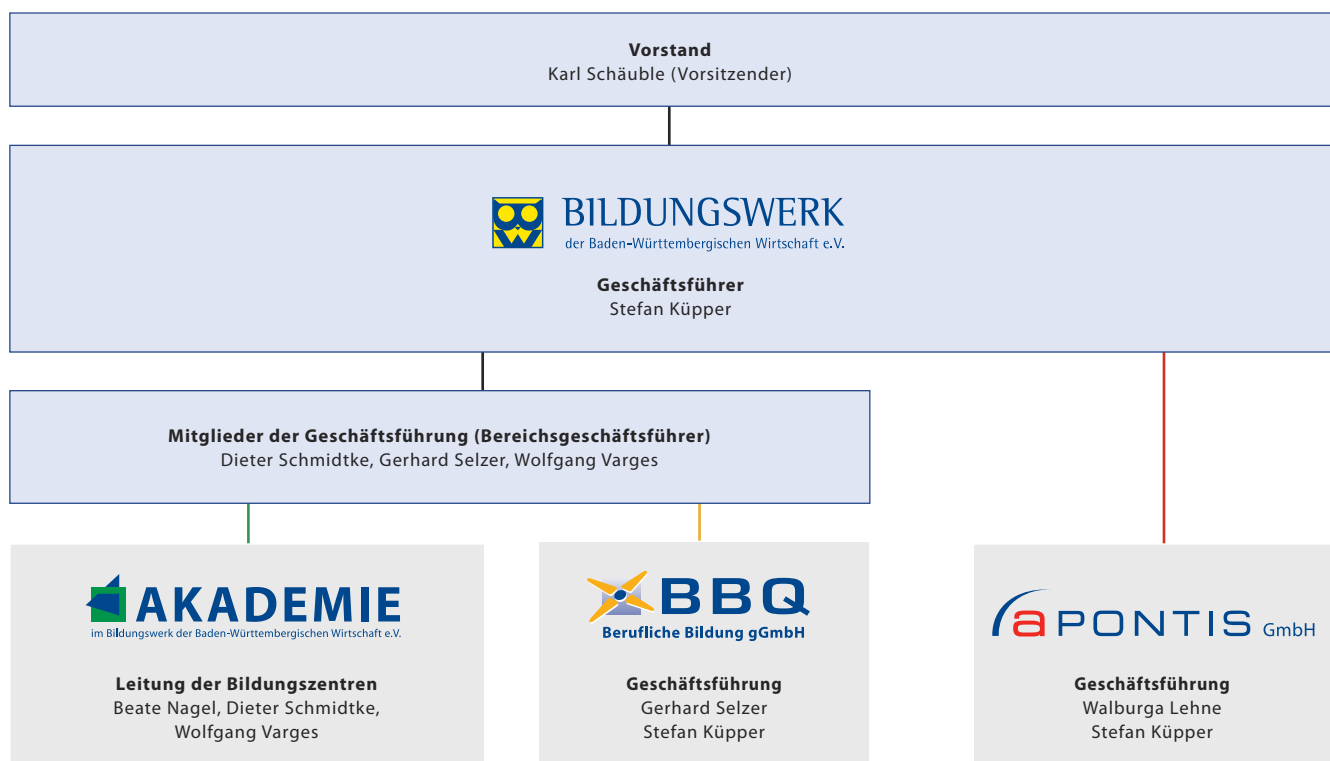 Vorstand
Karl Schäuble (Vorsitzender)
BILDUNGSWERK
der Baden-Württembergischen Wirtschaft e.V.
Geschäftsführer
Stefan Küpper
Mitglieder der Geschäftsführung (Bereichsgeschäftsführer)
Dieter Schmidtke, Gerhard Selzer, Wolfgang Varges
AKADEMIE
im Bildungswerk der Baden-Württembergischen Wirtschaft e.V.
Leitung der Bildungszentren
Beate Nagel, Dieter Schmidtke,
Wolfgang Varges
BBQ
Berufliche Bildung gGmbH
Geschäftsführung
Gerhard Selzer
Stefan Küpper
aPONTIS GmbH
Geschäftsführung
Walburga Lehne
Stefan Küpper